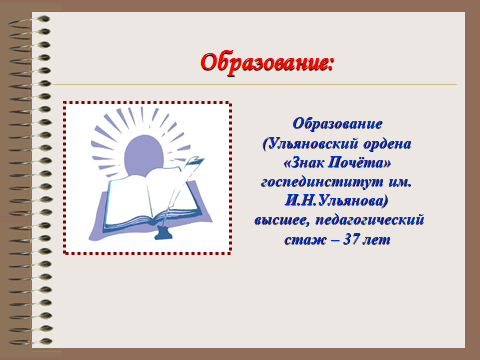 Образование:
Образование
(Ульяновский ордена
«Знак Почёта»
госпединститут им.
И.Н.Ульянова)
высшее, педагогический
стаж – 37 лет